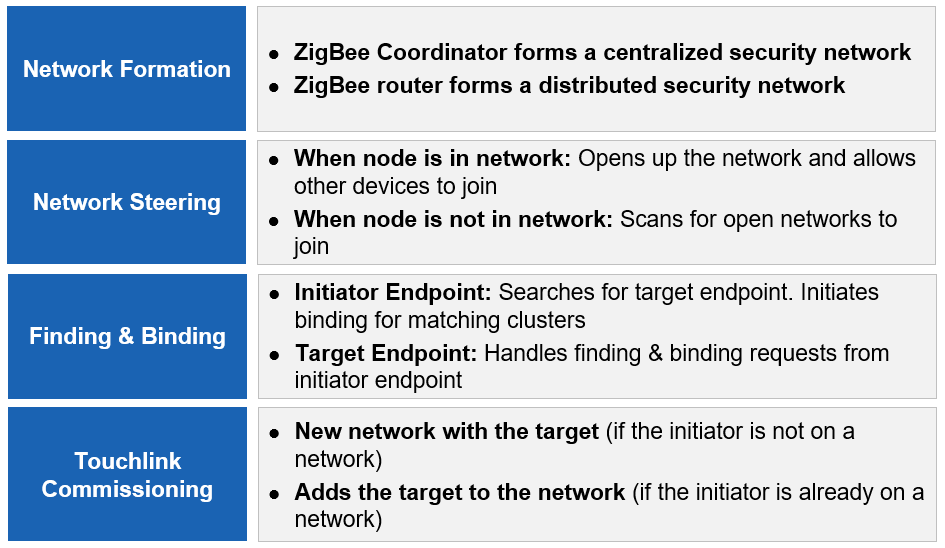 Network Formation
● ZigBee Coordinator forms a centralized security network
● ZigBee router forms a distributed security network
Network Steering
● When node is in network: Opens up the network and allows
other devices to join
● When node is not in network: Scans for open networks to
join
Finding & Binding
● Initiator Endpoint: Searches for target endpoint. Initiates
binding for matching clusters
● Target Endpoint: Handles finding & binding requests from
initiator endpoint
Touchlink
Commissioning
● New network with the target (if the initiator is not on a
network)
● Adds the target to the network (if the initiator is already on a
network)